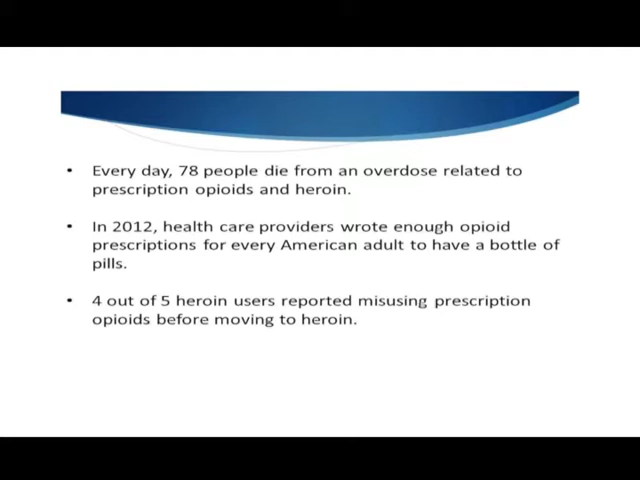 • Every day, 78 people die from an overdose related to
prescription opioids and heroin.
• In 2012, health care providers wrote enough opioid
prescriptions for every American adult to have a bottle of
pills.
• 4 out of 5 heroin users reported misusing prescription
opioids before moving to heroin.